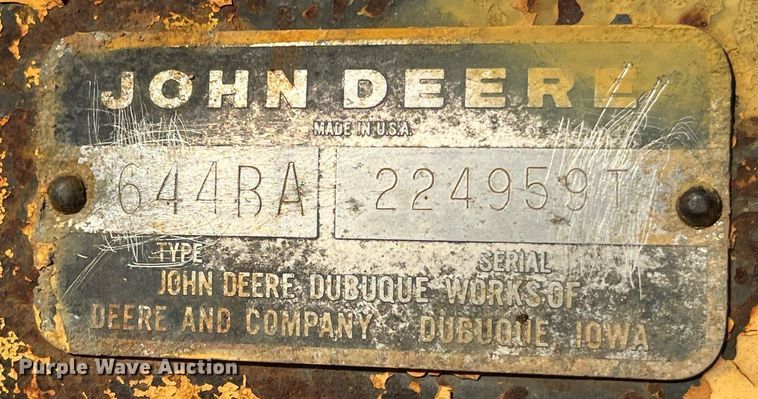 JOHN DEERE
MADE IN U.S.A.
644BA 224959T
TYPE SERIAL
JOHN DEERE DUBUQUE WORKS OF
DEERE AND COMPANY DUBUQUE, IOWA
Purple Wave Auction